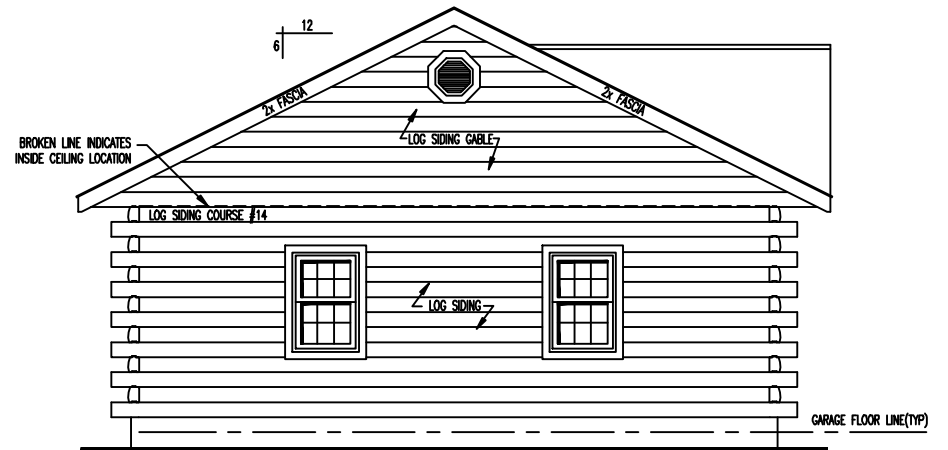 12
6
2x FASCIA
2x FASCIA
LOG SIDING GABLE
BROKEN LINE INDICATES
INSIDE CEILING LOCATION
LOG SIDING COURSE #14
LOG SIDING
GARAGE FLOOR LINE(TYP)